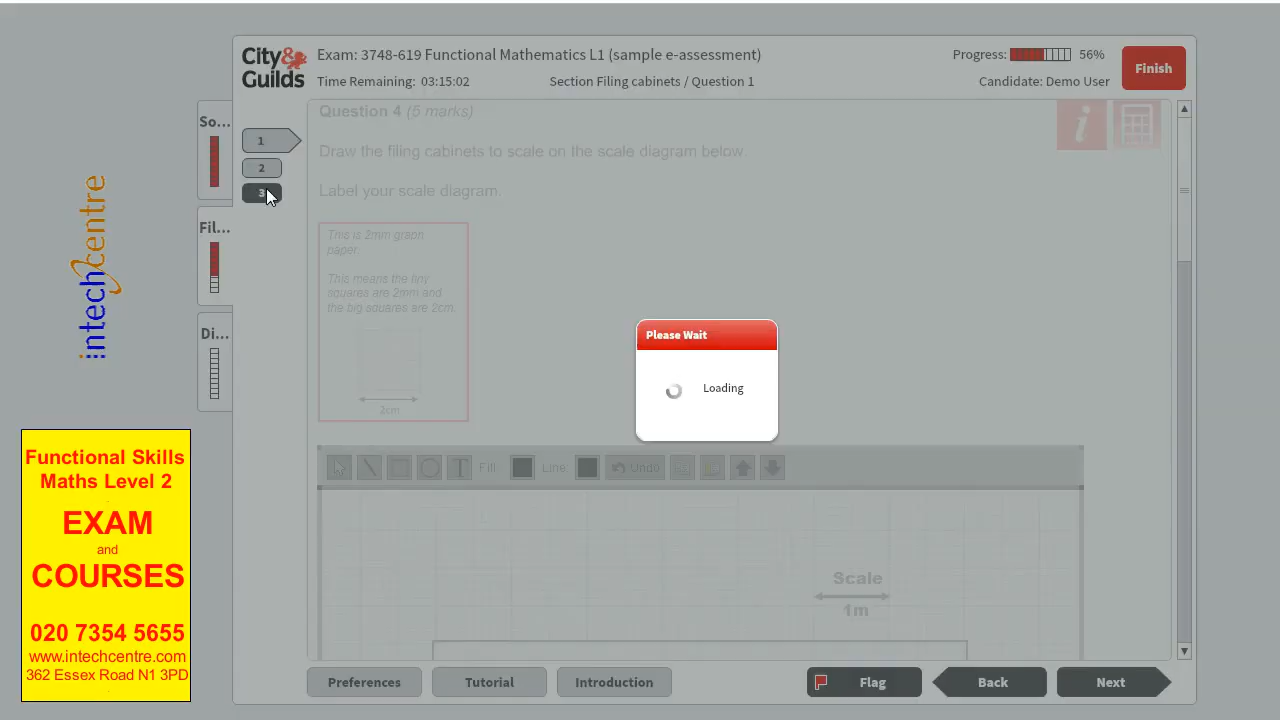 City&
Guilds
Exam: 3748-619 Functional Mathematics L1 (sample e-assessment)
Progress:
56%
Finish
Time Remaining: 03:15:02
Section Filing cabinets / Question 1
Candidate: Demo User
So...
1
2
3
Fil...
Di...
Question 4 (5 marks)
Draw the filing cabinets to scale on the scale diagram below.
Label your scale diagram.
This is 2mm graph
paper.
This means the tiny
squares are 2mm and
the big squares are 2cm.
2cm
Please Wait
Loading
T
Fill:
Line:
Undo
Scale
1m
Preferences
Tutorial
Introduction
Flag
Back
Next
intechcentre
Functional Skills
Maths Level 2
EXAM
and
COURSES
020 7354 5655
www.intechcentre.com
362 Essex Road N1 3PD